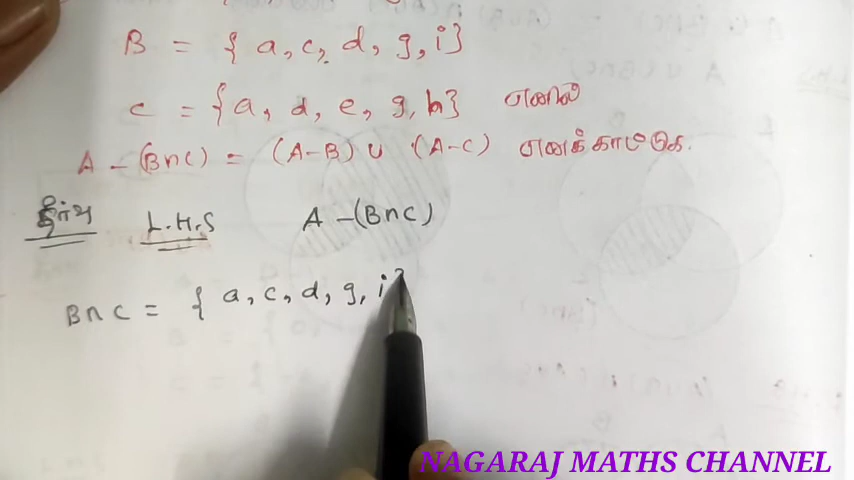 B = { a, c, d, g, i}
C = {a, d, e, g, h} எனில்
A - (B∩C) = (A-B) ∪ (A-C) எனக்காட்டுக.
தீர்வு L.H.S A -(B∩C)
B∩C = { a, c, d, g, i}
NAGARAJ MATHS CHANNEL